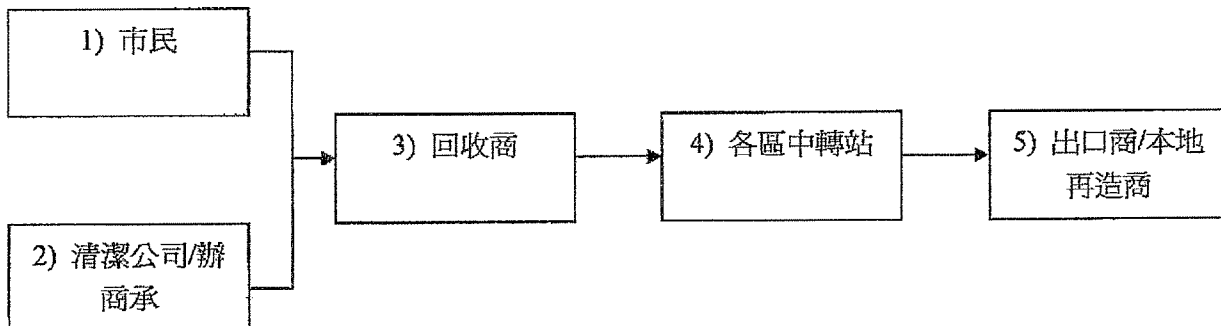 1) 市民
2) 清潔公司/辦
商承
3) 回收商
4) 各區中轉站
5) 出口商/本地
再造商